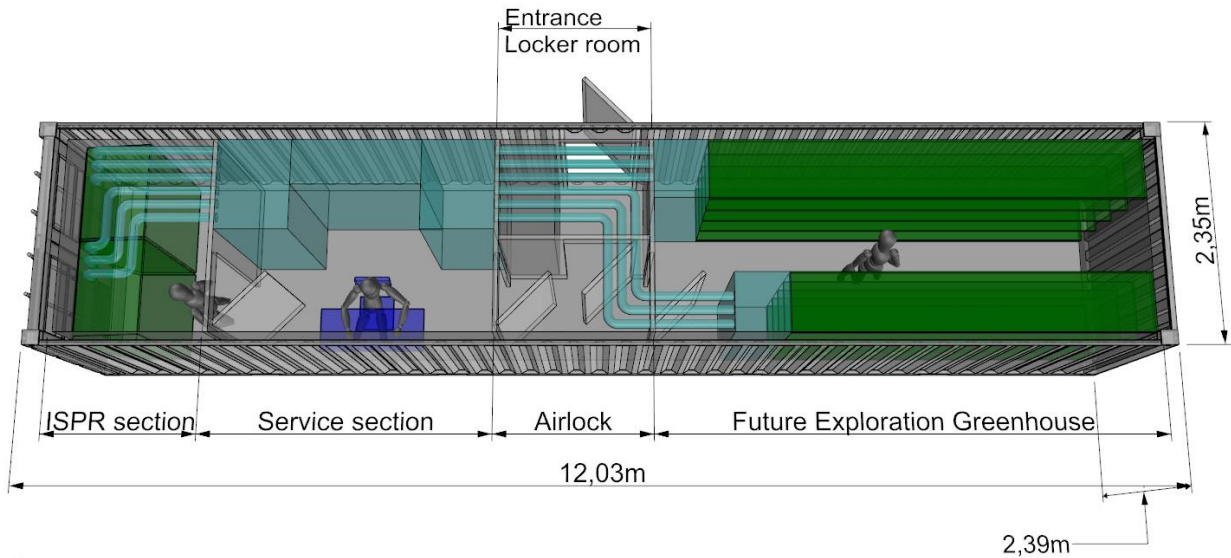 Entrance
Locker room
2,35m
ISPR section
Service section
Airlock
Future Exploration Greenhouse
12,03m
2,39m